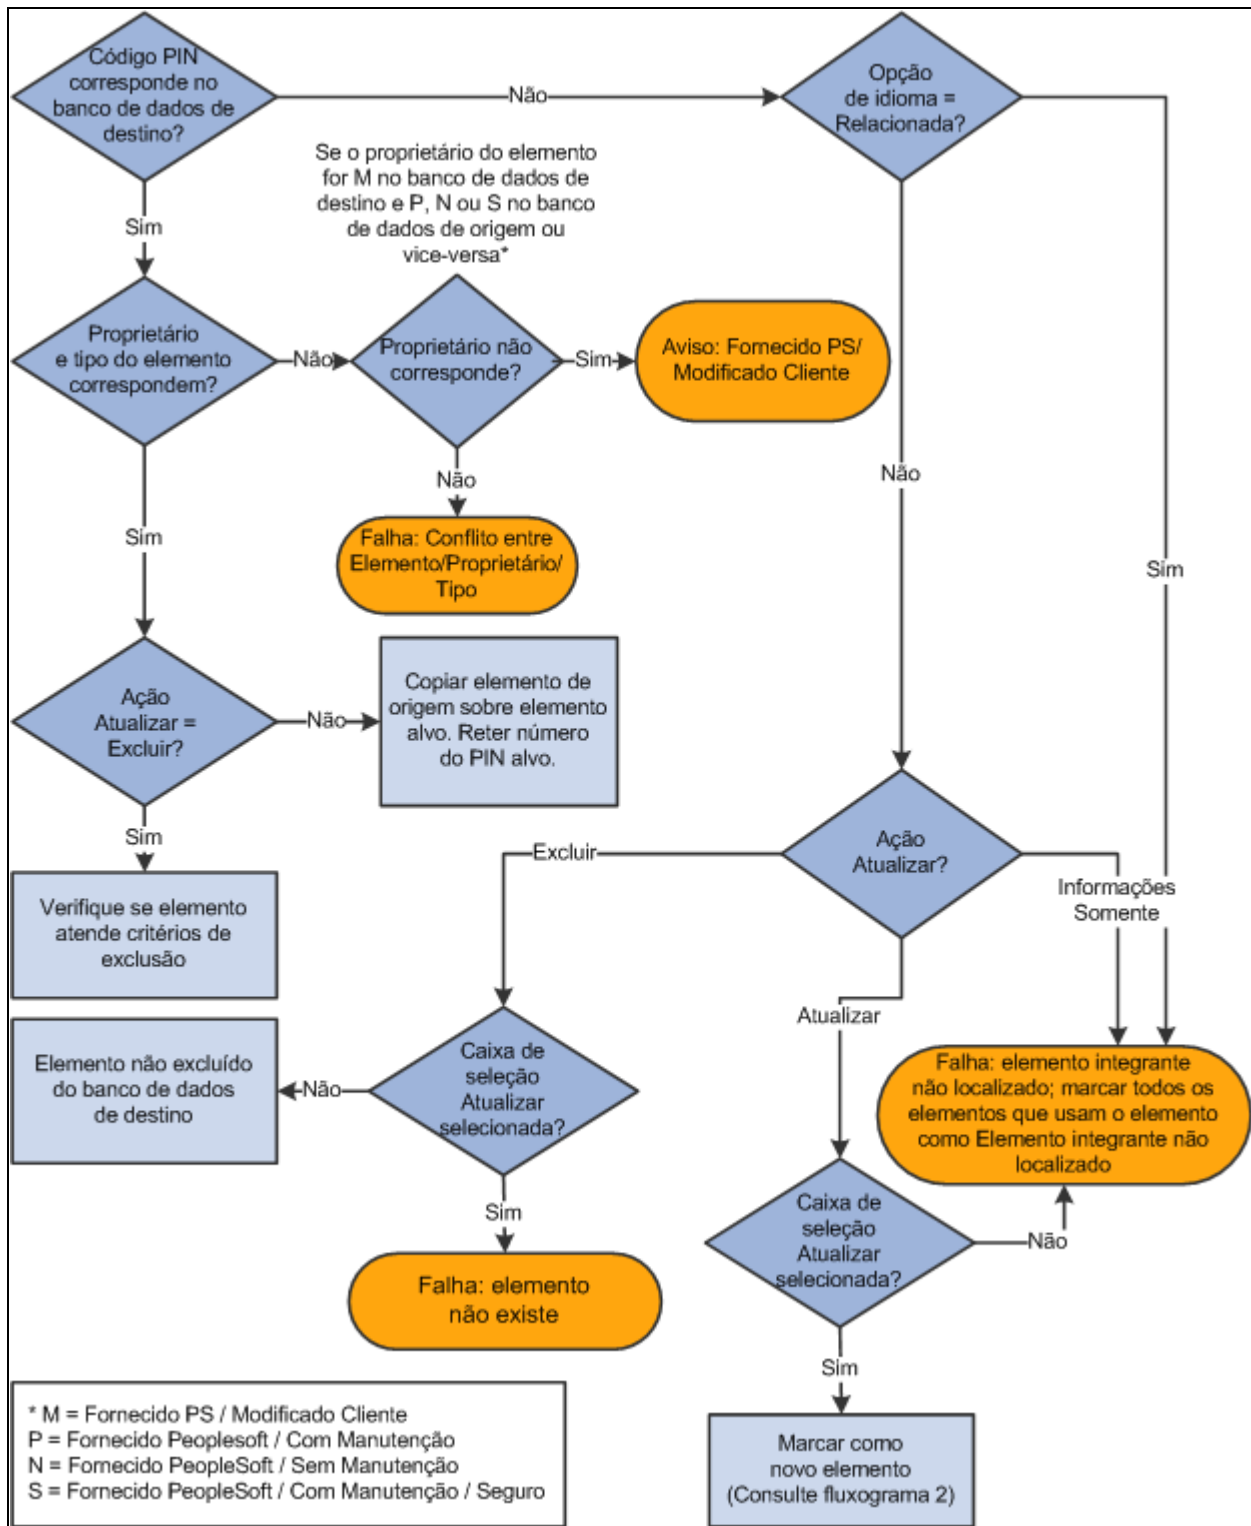 Código PIN
corresponde no
banco de dados de
destino?
Não
Opção
de idioma =
Relacionada?
Se o proprietário do elemento
for M no banco de dados de
destino e P, N ou S no banco
de dados de origem ou
vice-versa*
Sim
Proprietário
e tipo do elemento
correspondem?
Não
Proprietário não
corresponde?
Sim
Aviso: Fornecido PS/
Modificado Cliente
Não
Não
Falha: Conflito entre
Elemento/Proprietário/
Tipo
Sim
Sim
Ação
Atualizar =
Excluir?
Não
Copiar elemento de
origem sobre elemento
alvo. Reter número
do PIN alvo.
Sim
Excluir
Ação
Atualizar?
Informações
Somente
Verifique se elemento
atende critérios de
exclusão
Atualizar
Elemento não excluído
do banco de dados
de destino
Não
Caixa de
seleção
Atualizar
selecionada?
Falha: elemento integrante
não localizado; marcar todos os
elementos que usam o elemento
como Elemento integrante não
localizado
Sim
Caixa de
seleção
Atualizar
selecionada?
Não
Falha: elemento
não existe
Sim
* M = Fornecido PS / Modificado Cliente
P = Fornecido Peoplesoft / Com Manutenção
N = Fornecido PeopleSoft / Sem Manutenção
S = Fornecido PeopleSoft / Com Manutenção / Seguro
Marcar como
novo elemento
(Consulte fluxograma 2)